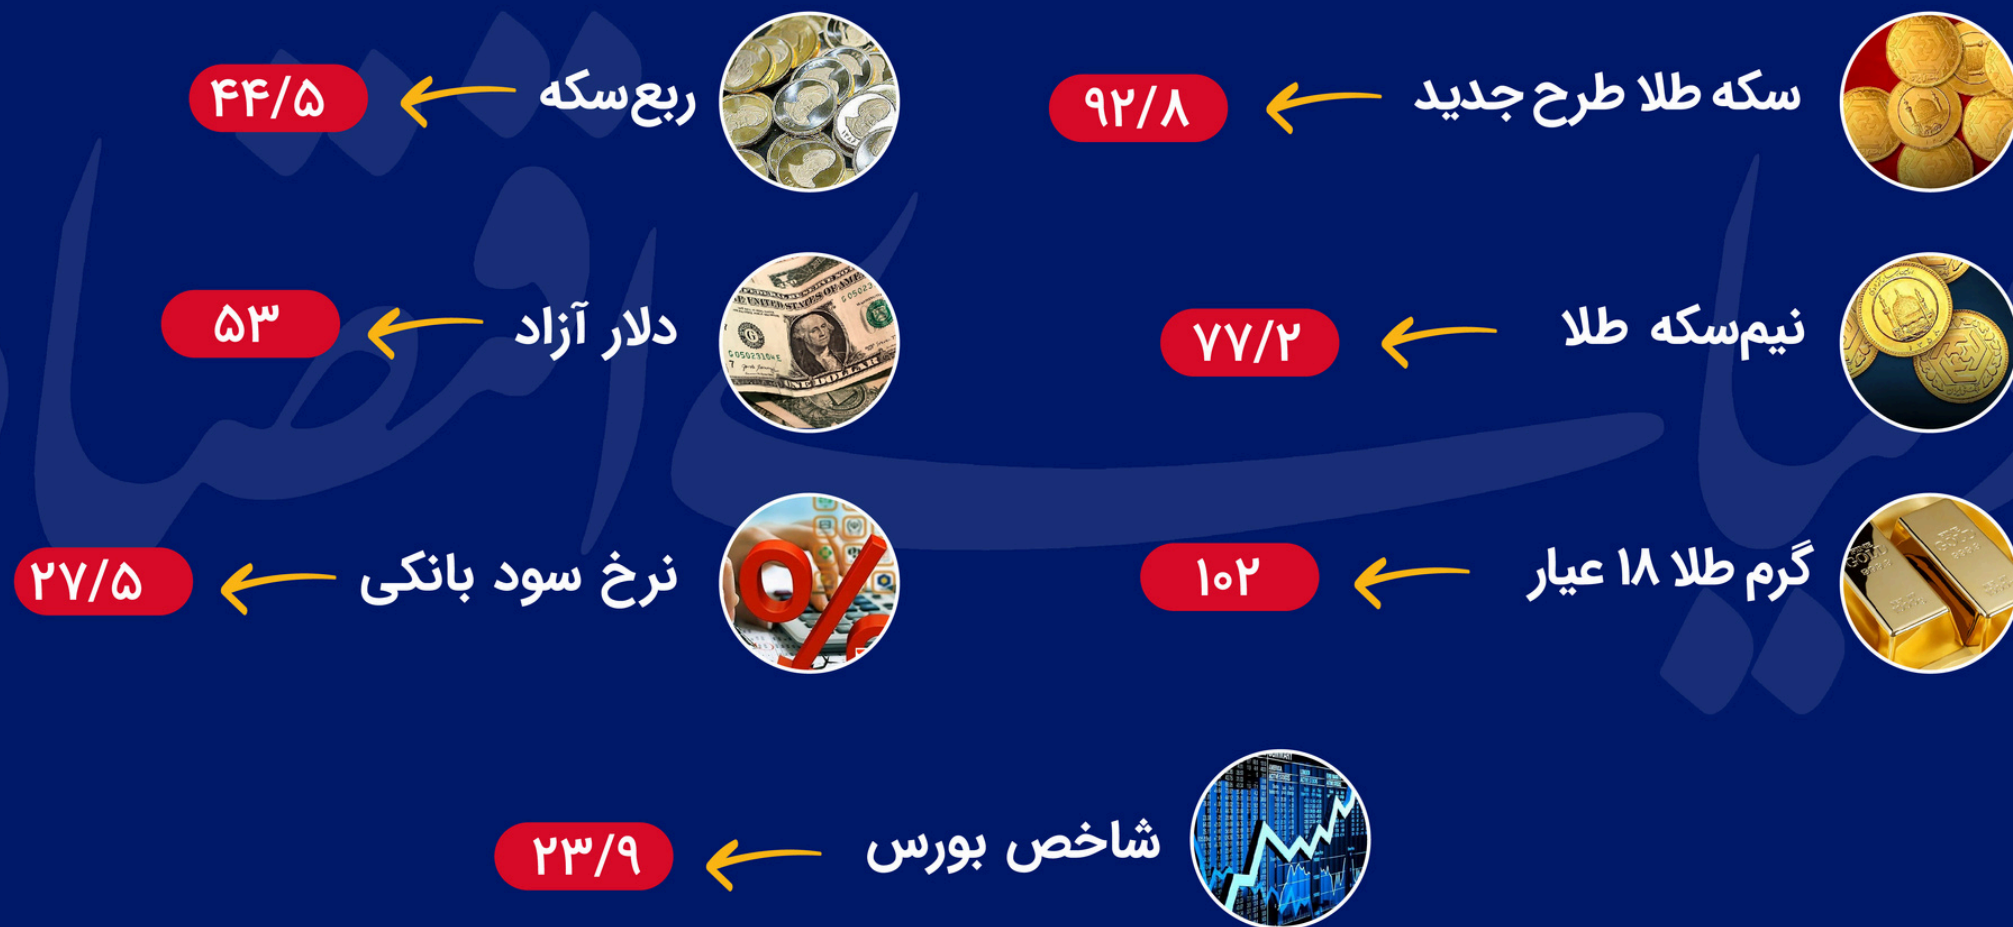 سکه طلا طرح جدید ۹۲/۸
ربع‌سکه ۴۴/۵
نیم‌سکه طلا ۷۷/۲
دلار آزاد ۵۳
گرم طلا ۱۸ عیار ۱۰۲
نرخ سود بانکی ۲۷/۵
شاخص بورس ۲۳/۹